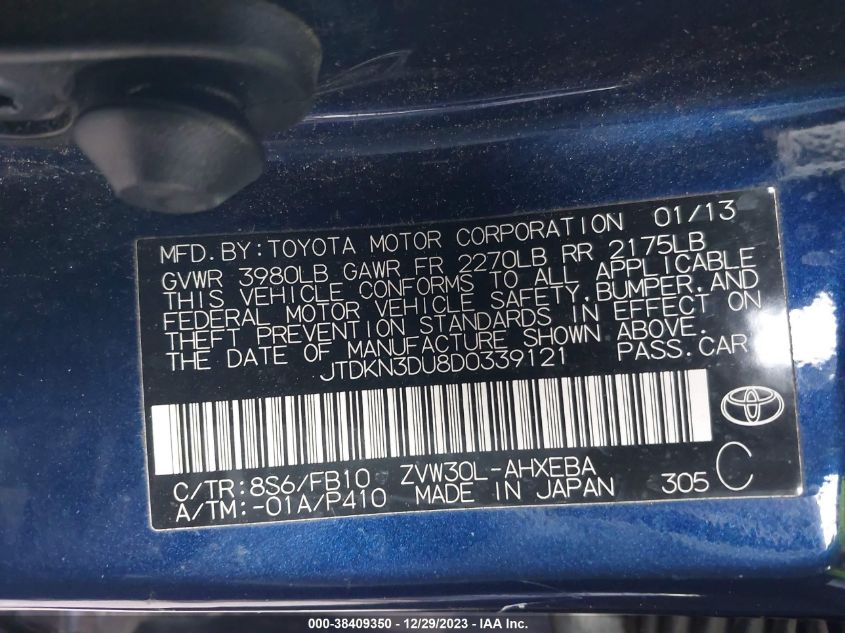 MFD. BY: TOYOTA MOTOR CORPORATION 01/13
GVWR 3980LB GAWR FR 2270LB RR 2175LB
THIS VEHICLE CONFORMS TO ALL APPLICABLE
FEDERAL MOTOR VEHICLE SAFETY, BUMPER, AND
THEFT PREVENTION STANDARDS IN EFFECT ON
THE DATE OF MANUFACTURE SHOWN ABOVE.
JTDKN3DU8D0339121 PASS. CAR
C/TR: 8S6/FB10 ZVW30L-AHXEBA
A/TM: -01A/P410 MADE IN JAPAN 305 C
000-38409350 / 12/29/2023 - IAA Inc.